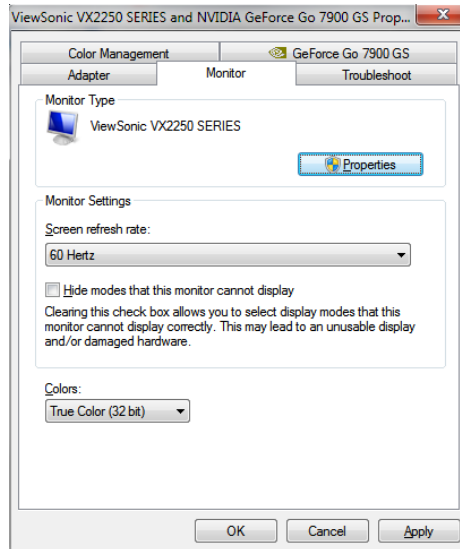 ViewSonic VX2250 SERIES and NVIDIA GeForce Go 7900 GS Prop...
Color Management
GeForce Go 7900 GS
Adapter
Monitor
Troubleshoot
Monitor Type
ViewSonic VX2250 SERIES
Properties
Monitor Settings
Screen refresh rate:
60 Hertz
Hide modes that this monitor cannot display
Clearing this check box allows you to select display modes that this
monitor cannot display correctly. This may lead to an unusable display
and/or damaged hardware.
Colors:
True Color (32 bit)
OK
Cancel
Apply